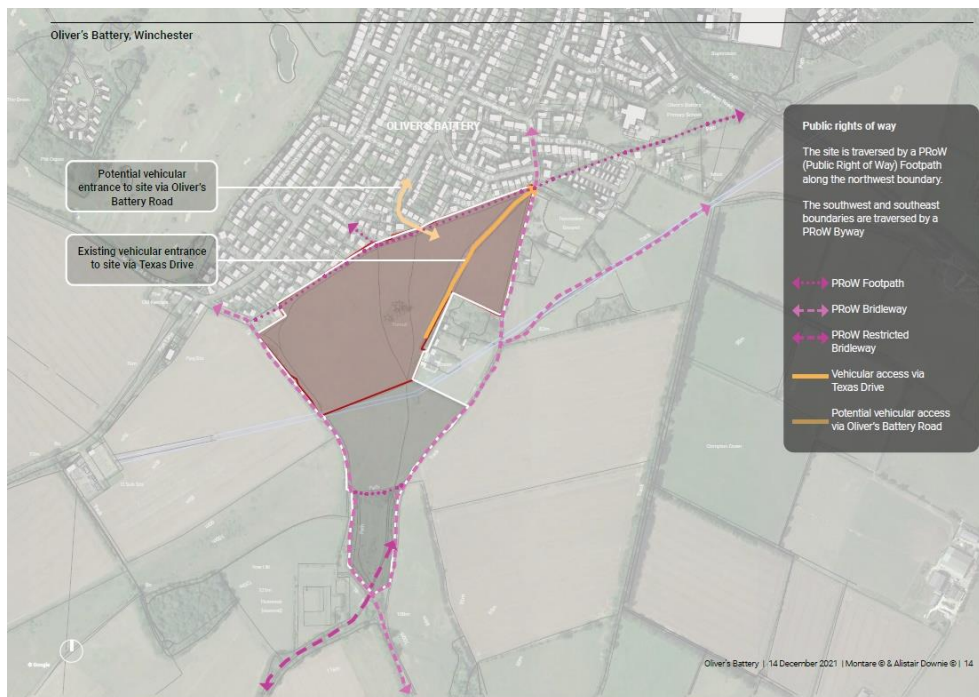 Oliver's Battery, Winchester
OLIVER'S BATTERY
Potential vehicular
entrance to site via Oliver's
Battery Road
Existing vehicular entrance
to site via Texas Drive
Public rights of way
The site is traversed by a PRoW
(Public Right of Way) Footpath
along the northwest boundary.
The southwest and southeast
boundaries are traversed by a
PRoW Byway
PRoW Footpath
PRoW Bridleway
PRoW Restricted
Bridleway
Vehicular access via
Texas Drive
Potential vehicular access
via Oliver's Battery Road
Oliver's Battery | 14 December 2021 | Montare © & Alistair Downie © | 14